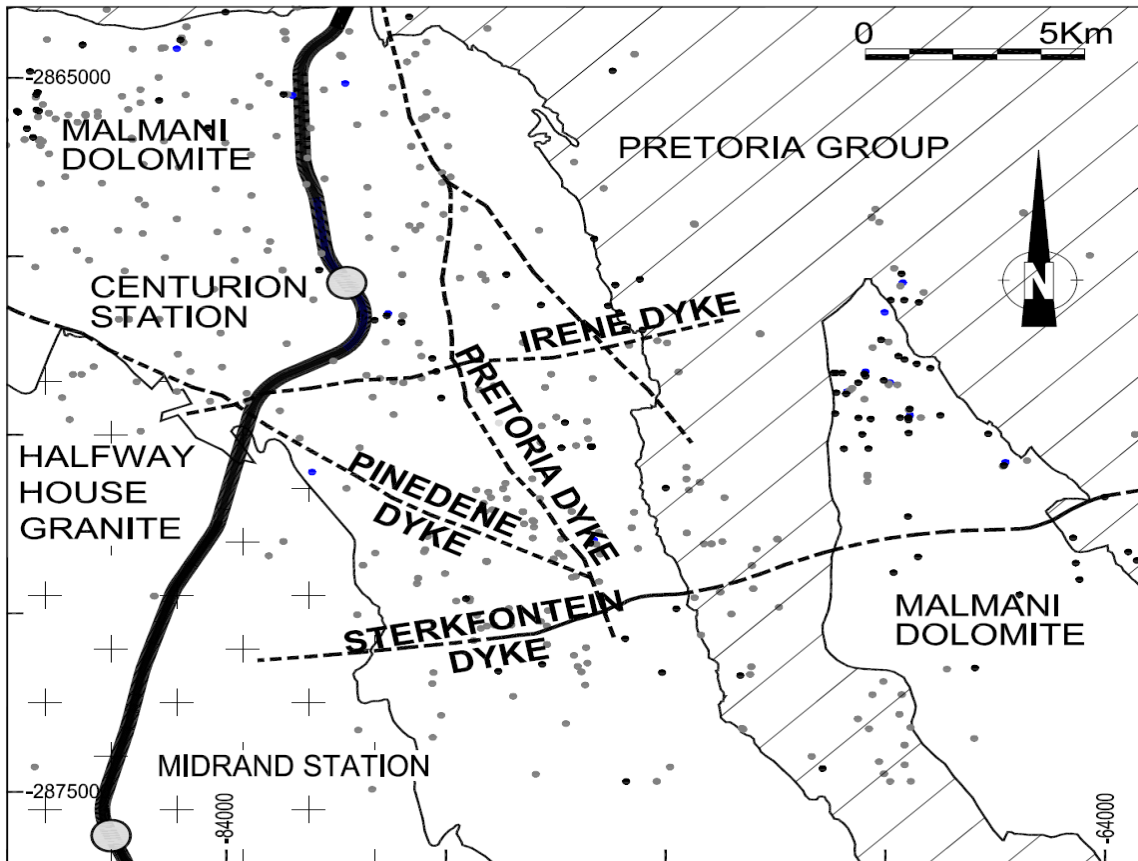 0 5Km
-2865000
MALMANI
DOLOMITE
PRETORIA GROUP
N
CENTURION
STATION
IRENE DYKE
PRETORIA DYKE
HALFWAY
HOUSE
GRANITE
PINEDENE
DYKE
STERKFONTEIN
DYKE
MALMANI
DOLOMITE
MIDRAND STATION
-287500
-84000
-64000